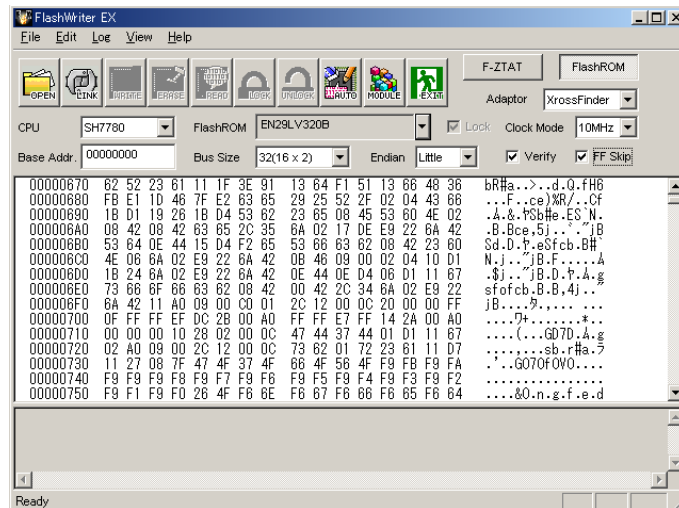 FlashWriter EX
File Edit Log View Help
OPEN LINK WRITE ERASE READ LOCK UNLOCK AUTO MODULE EXIT
F-ZTAT FlashROM
Adaptor XrossFinder
CPU SH7780 FlashROM EN29LV320B Lock Clock Mode 10MHz
Base Addr. 00000000 Bus Size 32(16 x 2) Endian Little Verify FF Skip
00000670 62 52 23 61 11 1F 3E 91 13 64 F1 51 13 66 48 36 bR#a..>..d.Q.fH6
00000680 FB E1 1D 46 7F E2 63 65 29 25 52 2F 02 04 43 66 ...F..ce)%R/..Cf
00000690 1B D1 19 26 1B D4 53 62 23 65 08 45 53 60 4E 02
000006A0 08 42 08 42 63 65 2C 35 6A 02 17 DE E9 22 6A 42
000006B0 53 64 0E 44 15 D4 F2 65 53 66 63 62 08 42 23 60
000006C0 4E 06 6A 02 E9 22 6A 42 0B 46 09 00 02 04 10 D1
000006D0 1B 24 6A 02 E9 22 6A 42 0E 44 0E D4 06 D1 11 67
000006E0 73 66 6F 66 63 62 08 42 00 42 2C 34 6A 02 E9 22
000006F0 6A 42 11 A0 09 00 C0 01 2C 12 00 0C 20 00 00 FF
00000700 0F FF FF EF DC 2B 00 A0 FF FF E7 FF 14 2A 00 A0
00000710 00 00 00 10 28 02 00 0C 47 44 37 44 01 D1 11 67
00000720 02 A0 09 00 2C 12 00 0C 73 62 01 72 23 61 11 D7
00000730 11 27 08 7F 47 4F 37 4F 66 4F 56 4F F9 FB F9 FA
00000740 F9 F9 F9 F8 F9 F7 F9 F6 F9 F5 F9 F4 F9 F3 F9 F2 ................
00000750 F9 F1 F9 F0 26 4F F6 6E F6 67 F6 66 F6 65 F6 64 ....&O.n.g.f.e.d
Ready